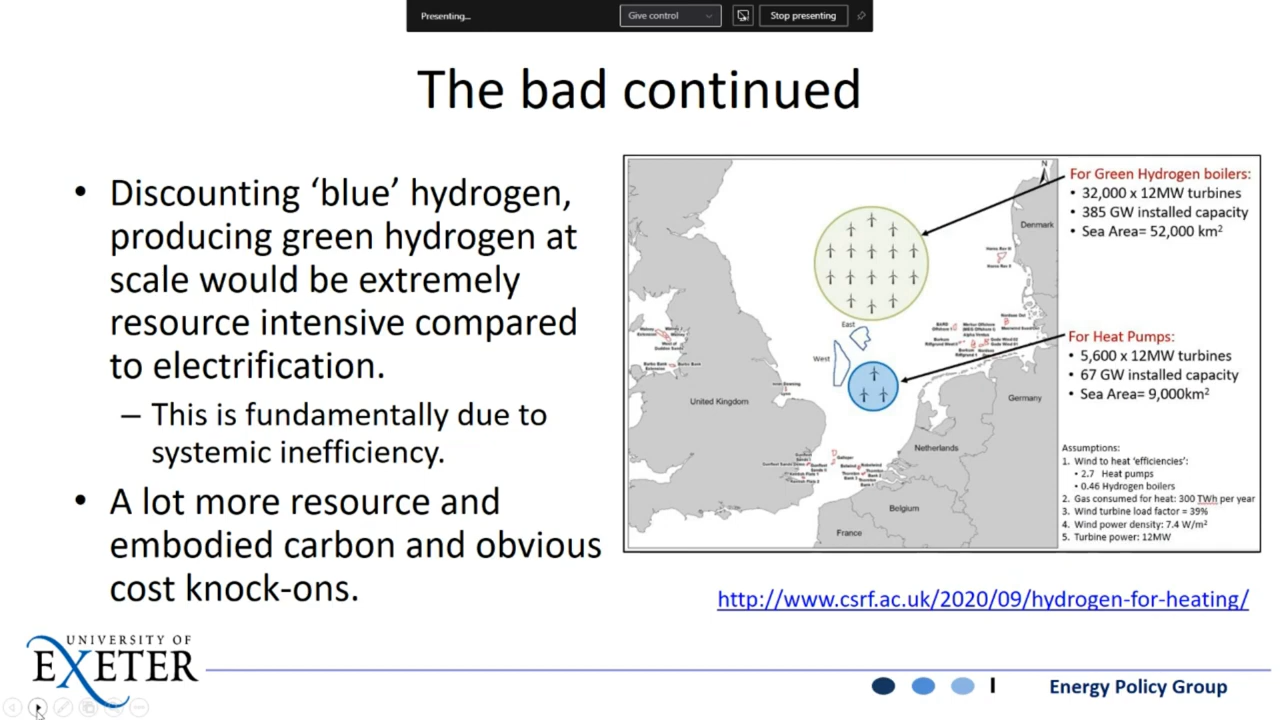 Presenting...
Give control
Stop presenting
The bad continued
• Discounting ‘blue’ hydrogen,
producing green hydrogen at
scale would be extremely
resource intensive compared
to electrification.
– This is fundamentally due to
systemic inefficiency.
• A lot more resource and
embodied carbon and obvious
cost knock-ons.
N
For Green Hydrogen boilers:
• 32,000 x 12MW turbines
• 385 GW installed capacity
• Sea Area= 52,000 km²
Denmark
East
West
For Heat Pumps:
• 5,600 x 12MW turbines
• 67 GW installed capacity
• Sea Area= 9,000km²
United Kingdom
Germany
Netherlands
Belgium
France
Assumptions:
1. Wind to heat ‘efficiencies’:
• 2.7 Heat pumps
• 0.46 Hydrogen boilers
2. Gas consumed for heat: 300 TWh per year
3. Wind turbine load factor = 39%
4. Wind power density: 7.4 W/m²
5. Turbine power: 12MW
http://www.csrf.ac.uk/2020/09/hydrogen-for-heating/
UNIVERSITY OF
EXETER
Energy Policy Group